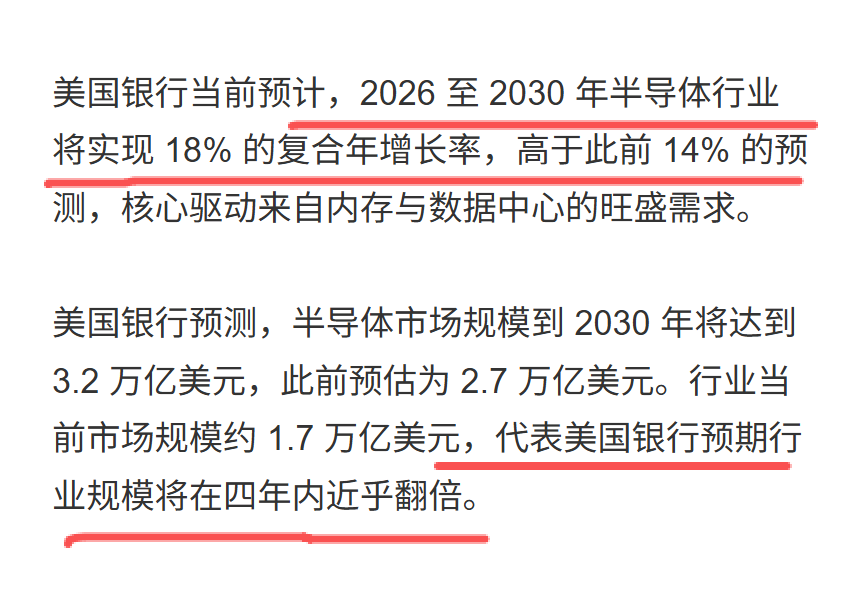 美国银行当前预计，2026 至 2030 年半导体行业
将实现 18% 的复合年增长率，高于此前 14% 的预
测，核心驱动来自内存与数据中心的旺盛需求。
美国银行预测，半导体市场规模到 2030 年将达到
3.2 万亿美元，此前预估为 2.7 万亿美元。行业当
前市场规模约 1.7 万亿美元，代表美国银行预期行
业规模将在四年内近乎翻倍。